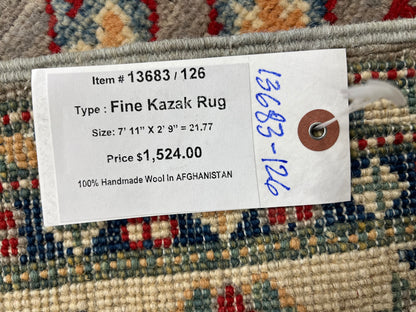 Item # 13683 / 126
Type : Fine Kazak Rug
Size: 7' 11" X 2' 9" = 21.77
Price $1,524.00
100% Handmade Wool In AFGHANISTAN
13683-126